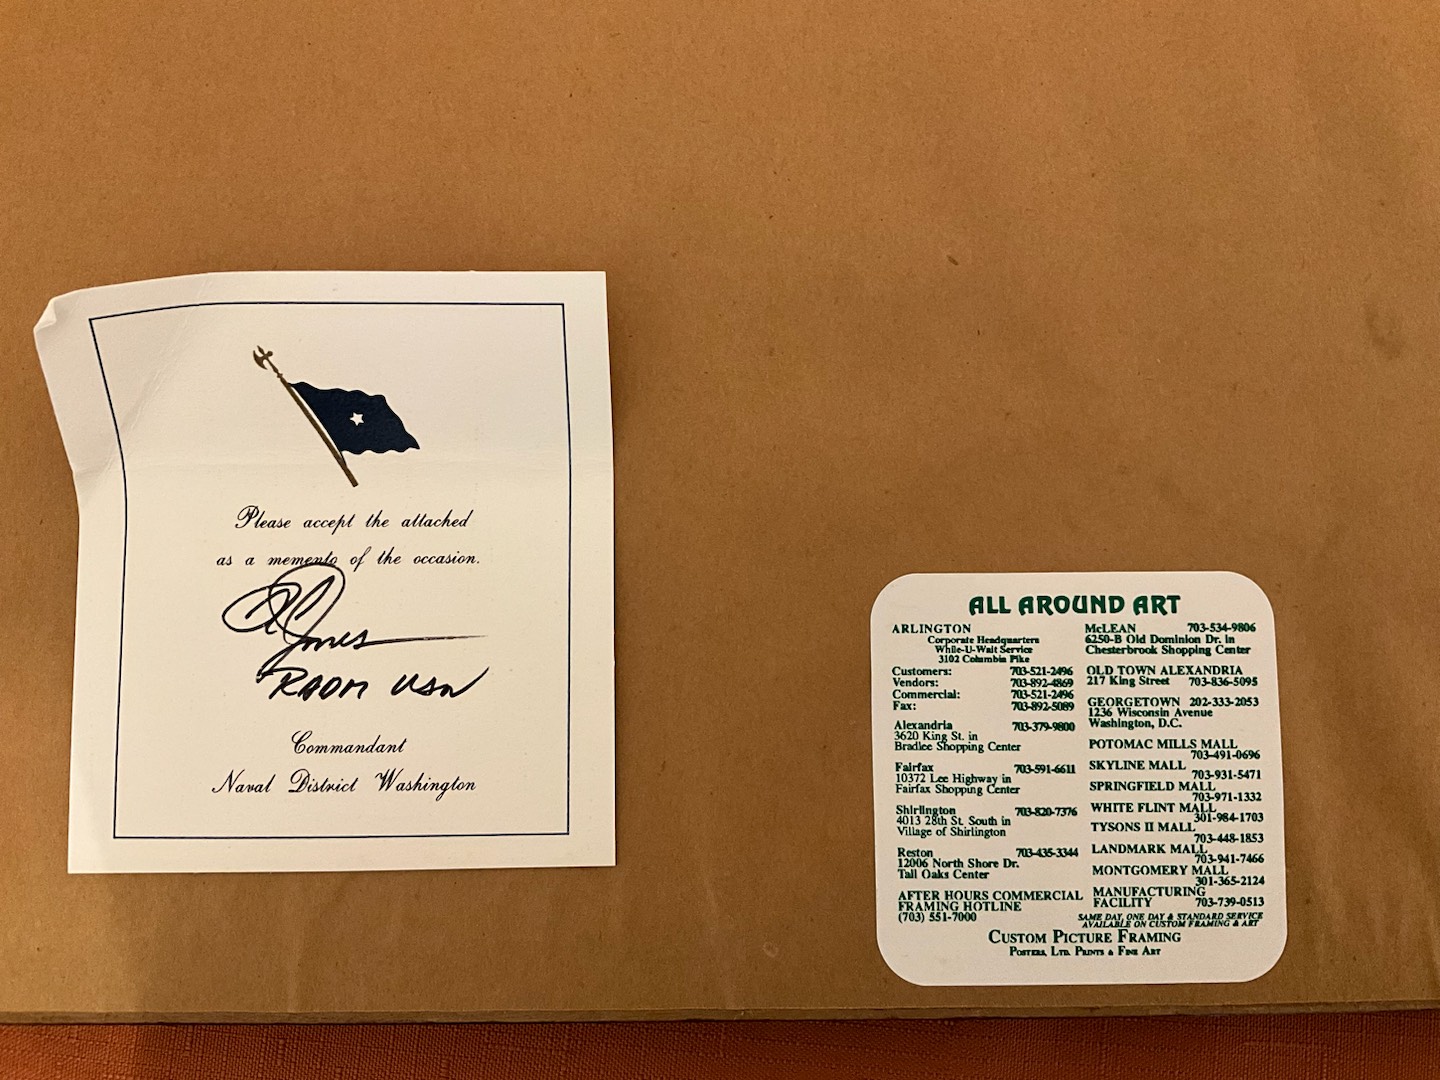 Please accept the attached
as a memento of the occasion.
Jones
RADM USN
Commandant
Naval District Washington
ALL AROUND ART
ARLINGTON
Corporate Headquarters
While-U-Wait Service
3102 Columbia Pike
Customers: 703-521-2496
Vendors: 703-892-4869
Commercial: 703-521-2496
Fax: 703-892-5089
Alexandria 703-379-9800
3620 King St. in
Bradlee Shopping Center
Fairfax 703-591-6611
10372 Lee Highway in
Fairfax Shopping Center
Shirlington 703-820-7376
4013 28th St. South in
Village of Shirlington
Reston 703-435-3344
12006 North Shore Dr.
Tall Oaks Center
AFTER HOURS COMMERCIAL
FRAMING HOTLINE
(703) 551-7000
McLEAN 703-534-9806
6250-B Old Dominion Dr. in
Chesterbrook Shopping Center
OLD TOWN ALEXANDRIA
217 King Street 703-836-5095
GEORGETOWN 202-333-2053
1236 Wisconsin Avenue
Washington, D.C.
POTOMAC MILLS MALL
703-491-0696
SKYLINE MALL
703-931-5471
SPRINGFIELD MALL
703-971-1332
WHITE FLINT MALL
301-984-1703
TYSONS II MALL
703-448-1853
LANDMARK MALL
703-941-7466
MONTGOMERY MALL
301-365-2124
MANUFACTURING
FACILITY 703-739-0513
SAME DAY, ONE DAY & STANDARD SERVICE
AVAILABLE ON CUSTOM FRAMING & ART
CUSTOM PICTURE FRAMING
POSTERS, LTD. PRINTS & FINE ART